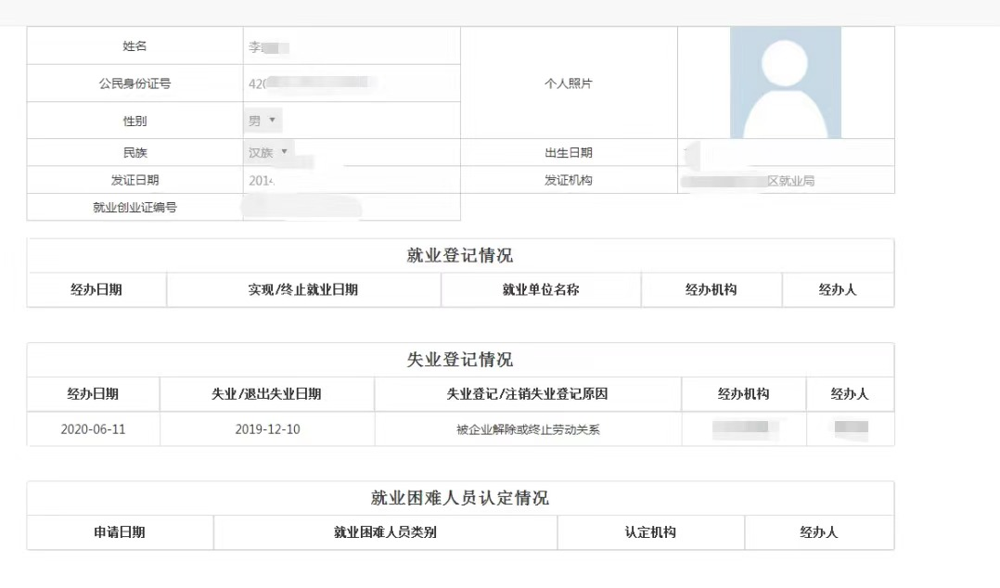 姓名 李
公民身份证号 420
个人照片
性别 男
民族 汉族 出生日期
发证日期 2014. 发证机构 区就业局
就业创业证编号
就业登记情况
经办日期 实现/终止就业日期 就业单位名称 经办机构 经办人
失业登记情况
经办日期 失业/退出失业日期 失业登记/注销失业登记原因 经办机构 经办人
2020-06-11 2019-12-10 被企业解除或终止劳动关系
就业困难人员认定情况
申请日期 就业困难人员类别 认定机构 经办人